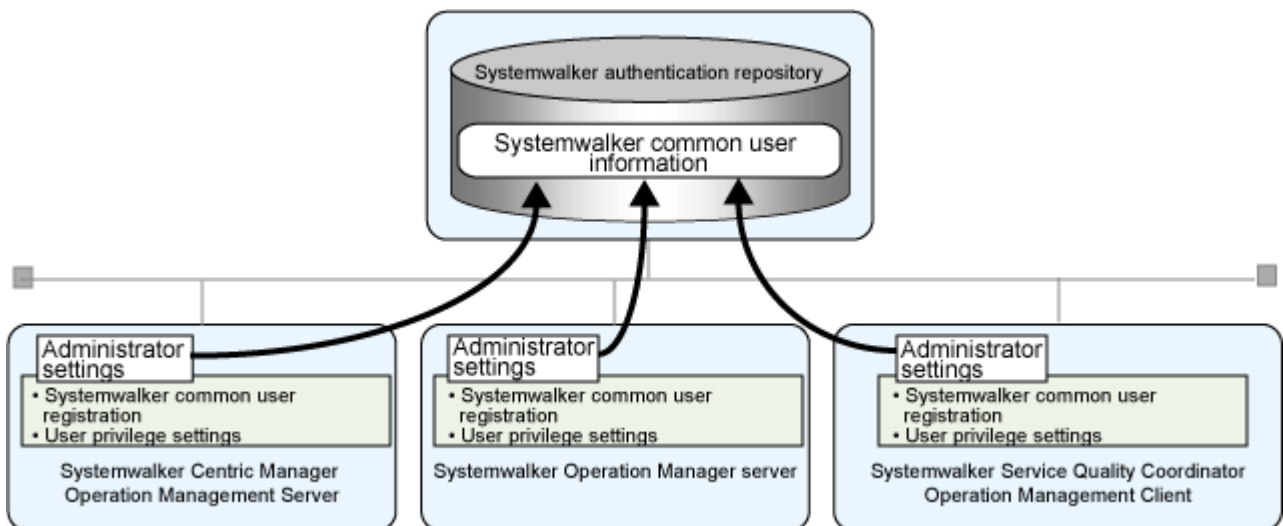 Systemwalker authentication repository
Systemwalker common user
information
Administrator
settings
• Systemwalker common user
registration
• User privilege settings
Systemwalker Centric Manager
Operation Management Server
Administrator
settings
• Systemwalker common user
registration
• User privilege settings
Systemwalker Operation Manager server
Administrator
settings
• Systemwalker common user
registration
• User privilege settings
Systemwalker Service Quality Coordinator
Operation Management Client